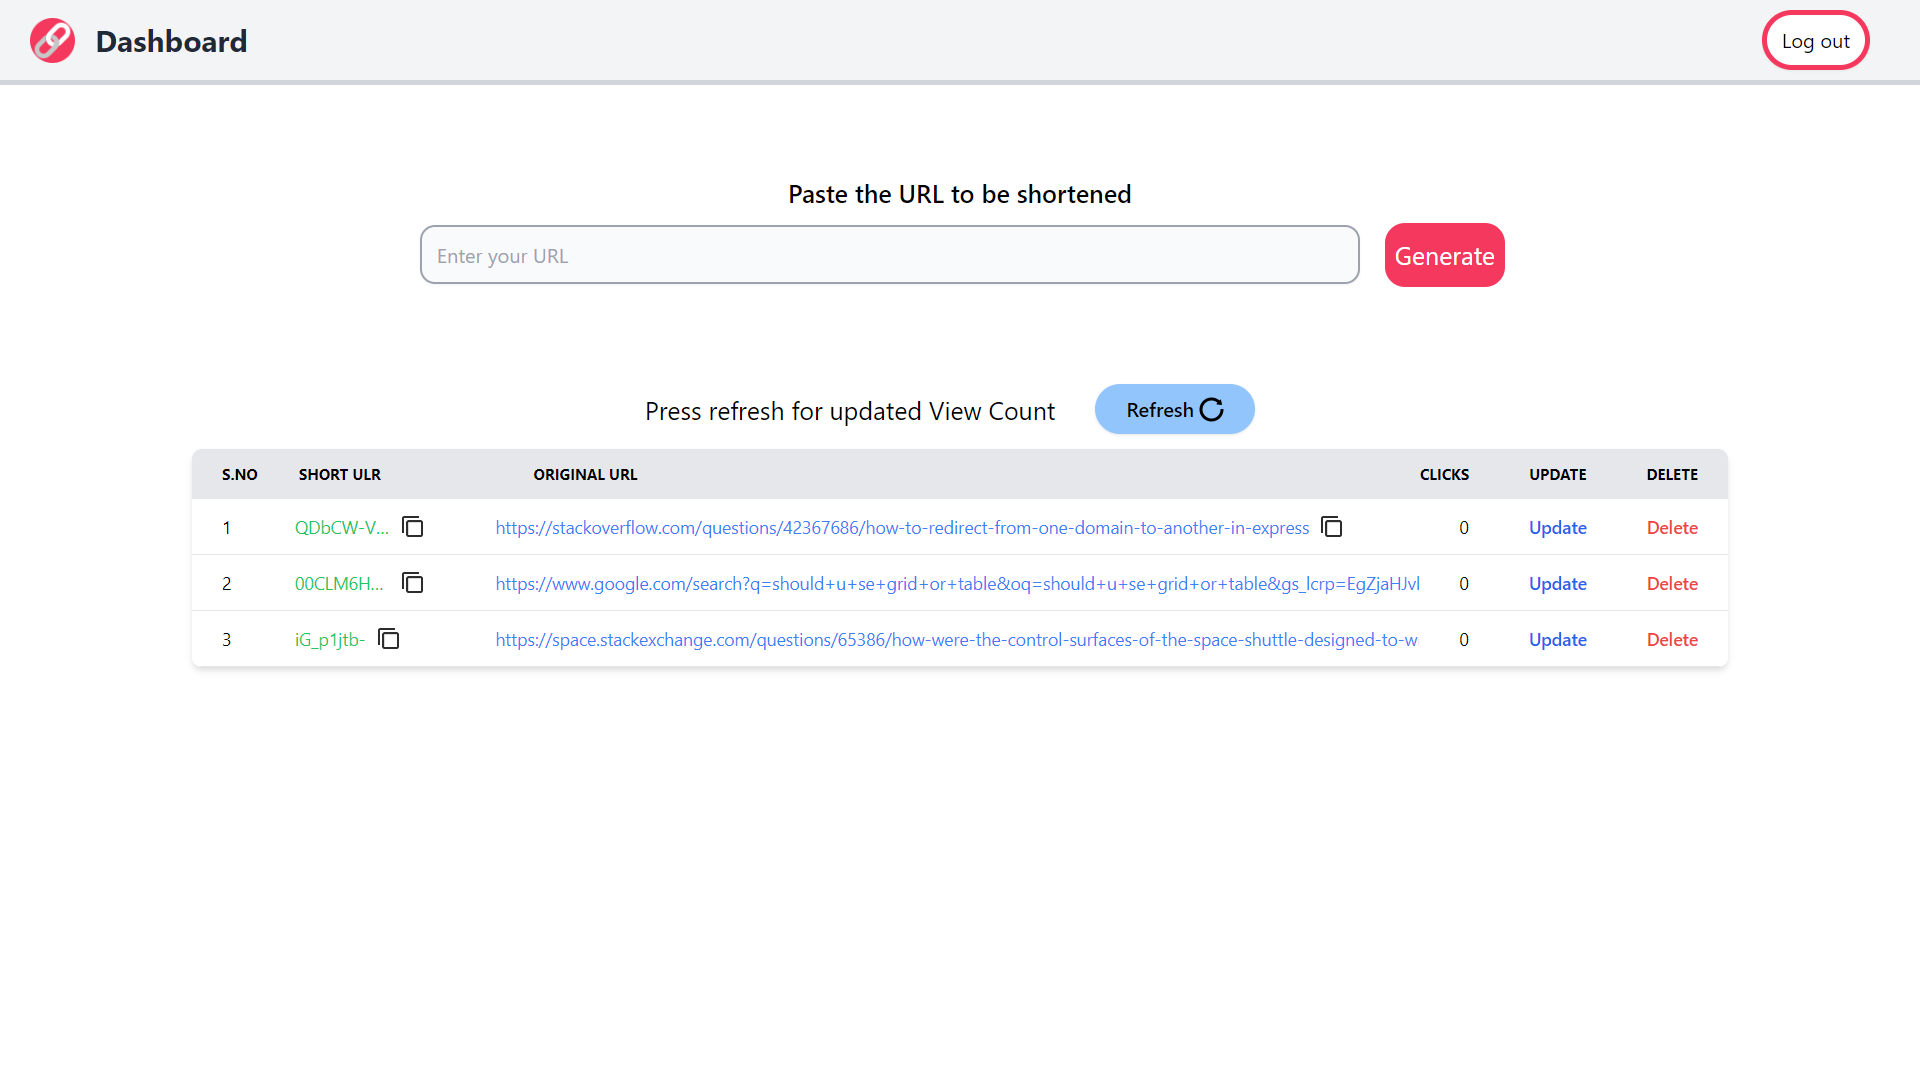 Dashboard
Log out
Paste the URL to be shortened
Enter your URL
Generate
Press refresh for updated View Count
Refresh
S.NO SHORT ULR ORIGINAL URL CLICKS UPDATE DELETE
1 QDbCW-V... https://stackoverflow.com/questions/42367686/how-to-redirect-from-one-domain-to-another-in-express 0 Update Delete
2 00CLM6H... https://www.google.com/search?q=should+u+se+grid+or+table&oq=should+u+se+grid+or+table&gs_lcrp=EgZjaHJvl 0 Update Delete
3 iG_p1jtb- https://space.stackexchange.com/questions/65386/how-were-the-control-surfaces-of-the-space-shuttle-designed-to-w 0 Update Delete